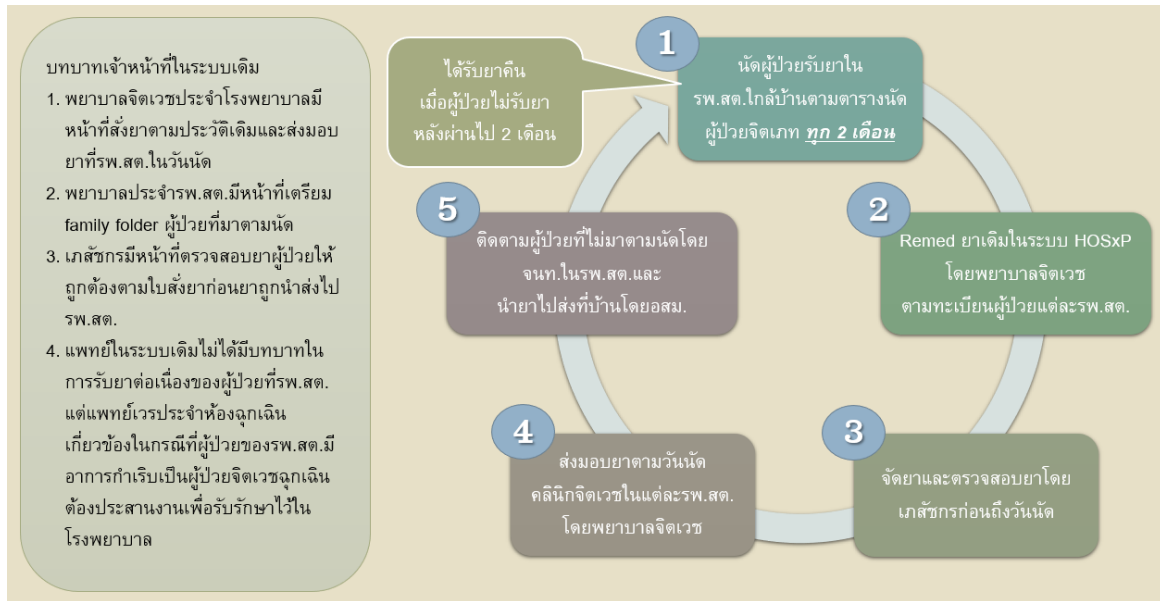 บทบาทเจ้าหน้าที่ในระบบเดิม
1. พยาบาลจิตเวชประจำโรงพยาบาลมี
หน้าที่สั่งยาตามประวัติเดิมและส่งมอบ
ยาที่รพ.สต.ในวันนัด
2. พยาบาลประจำรพ.สต.มีหน้าที่เตรียม
family folder ผู้ป่วยที่มาตามนัด
3. เภสัชกรมีหน้าที่ตรวจสอบยาผู้ป่วยให้
ถูกต้องตามใบสั่งยาก่อนยาถูกนำส่งไป
รพ.สต.
4. แพทย์ในระบบเดิมไม่ได้มีบทบาทใน
การรับยาต่อเนื่องของผู้ป่วยที่รพ.สต.
แต่แพทย์เวรประจำห้องฉุกเฉิน
เกี่ยวข้องในกรณีที่ผู้ป่วยของรพ.สต.มี
อาการกำเริบเป็นผู้ป่วยจิตเวชฉุกเฉิน
ต้องประสานงานเพื่อรับรักษาไว้ใน
โรงพยาบาล
ได้รับยาคืน
เมื่อผู้ป่วยไม่รับยา
หลังผ่านไป 2 เดือน
1
นัดผู้ป่วยรับยาใน
รพ.สต.ใกล้บ้านตามตารางนัด
ผู้ป่วยจิตเภท ทุก 2 เดือน
2
Remed ยาเดิมในระบบ HOSxP
โดยพยาบาลจิตเวช
ตามทะเบียนผู้ป่วยแต่ละรพ.สต.
3
จัดยาและตรวจสอบยาโดย
เภสัชกรก่อนถึงวันนัด
4
ส่งมอบยาตามวันนัด
คลินิกจิตเวชในแต่ละรพ.สต.
โดยพยาบาลจิตเวช
5
ติดตามผู้ป่วยที่ไม่มาตามนัดโดย
จนท.ในรพ.สต.และ
นำยาไปส่งที่บ้านโดยอสม.